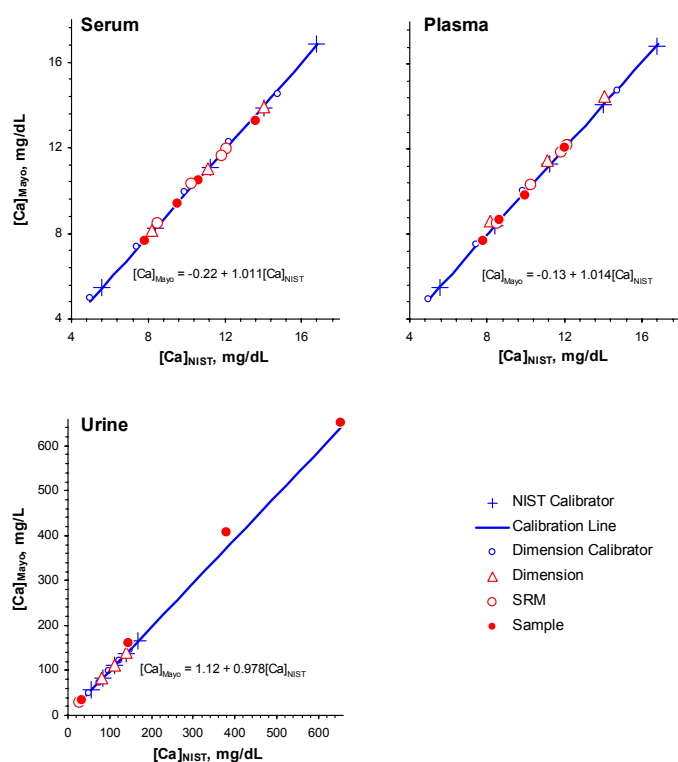 Serum
Plasma
[Ca]Mayo, mg/dL
16
12
8
4
[Ca]Mayo = -0.22 + 1.011[Ca]NIST
4 8 12 16
[Ca]NIST, mg/dL
16
12
8
4
[Ca]Mayo = -0.13 + 1.014[Ca]NIST
4 8 12 16
[Ca]NIST, mg/dL
Urine
[Ca]Mayo, mg/L
600
500
400
300
200
100
0
[Ca]Mayo = 1.12 + 0.978[Ca]NIST
0 100 200 300 400 500 600
[Ca]NIST, mg/dL
NIST Calibrator
Calibration Line
Dimension Calibrator
Dimension
SRM
Sample